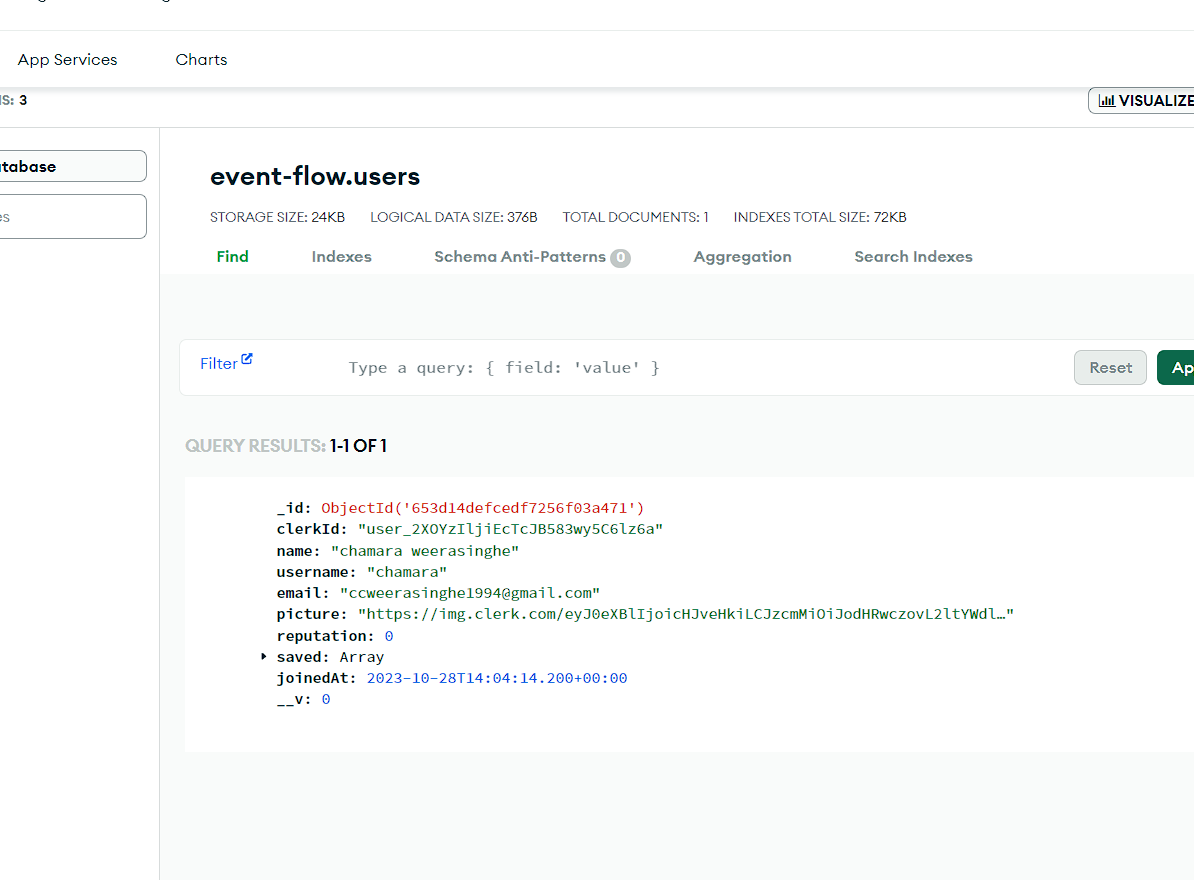 App Services Charts
IS: 3
VISUALIZE
tabase
es
event-flow.users
STORAGE SIZE: 24KB LOGICAL DATA SIZE: 376B TOTAL DOCUMENTS: 1 INDEXES TOTAL SIZE: 72KB
Find Indexes Schema Anti-Patterns 0 Aggregation Search Indexes
Filter Type a query: { field: 'value' } Reset Ap
QUERY RESULTS: 1-1 OF 1
_id: ObjectId('653d14defcedf7256f03a471')
clerkId: "user_2XOYzIljiEcTcJB583wy5C6lz6a"
name: "chamara weerasinghe"
username: "chamara"
email: "ccweerasinghe1994@gmail.com"
picture: "https://img.clerk.com/eyJ0eXBlIjoicHJveHkiLCJzcmMiOiJodHRwczovL2ltYWdl…"
reputation: 0
saved: Array
joinedAt: 2023-10-28T14:04:14.200+00:00
__v: 0